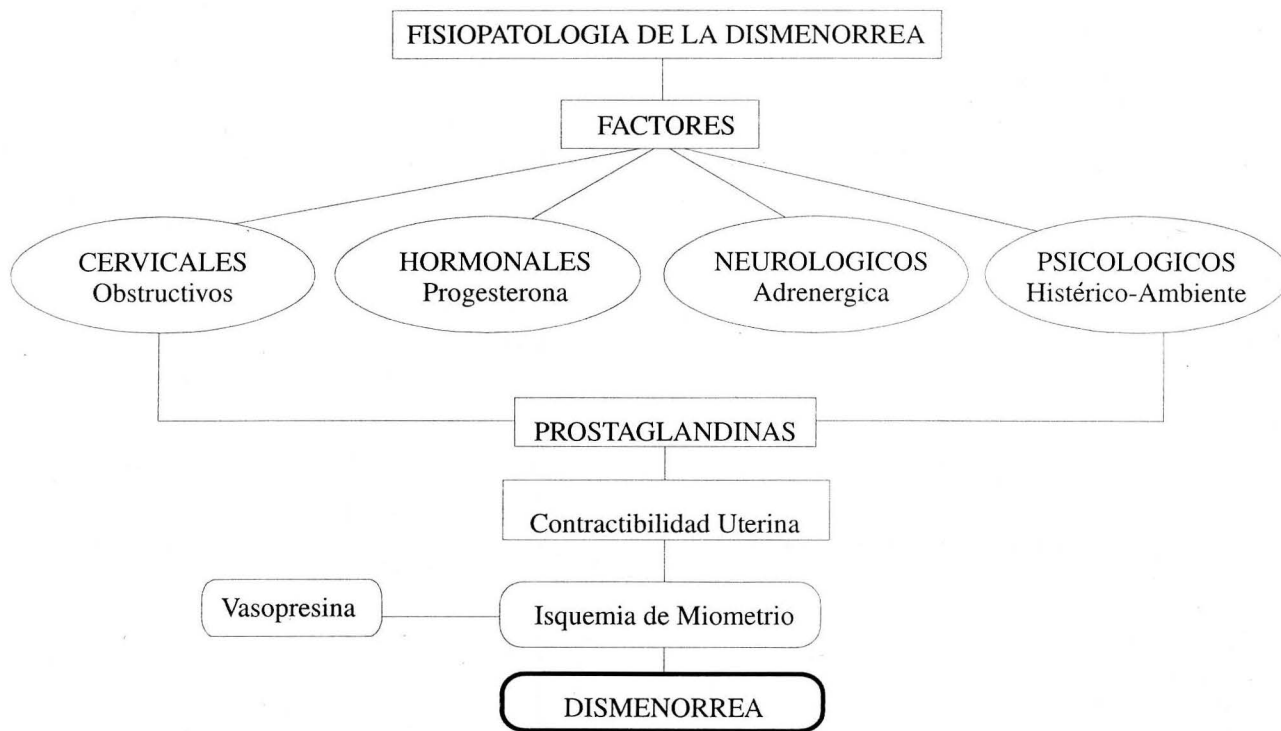 FISIOPATOLOGIA DE LA DISMENORREA
FACTORES
CERVICALES
Obstructivos
HORMONALES
Progesterona
NEUROLOGICOS
Adrenergica
PSICOLOGICOS
Histérico-Ambiente
PROSTAGLANDINAS
Contractibilidad Uterina
Vasopresina
Isquemia de Miometrio
DISMENORREA